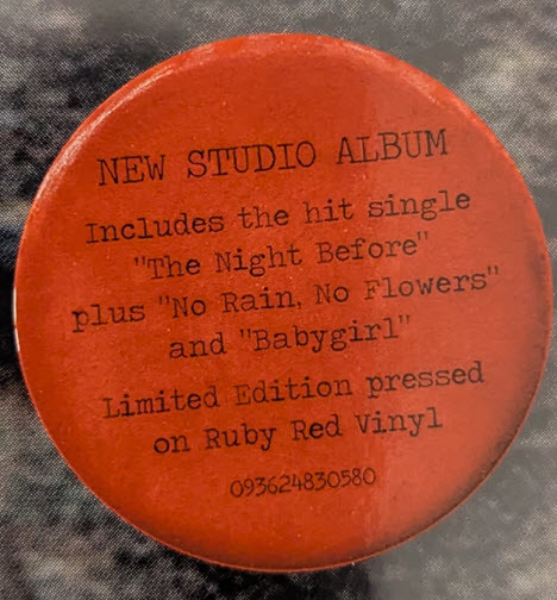 NEW STUDIO ALBUM
Includes the hit single
"The Night Before"
plus "No Rain, No Flowers"
and "Babygirl"
Limited Edition pressed
on Ruby Red Vinyl
093624830580